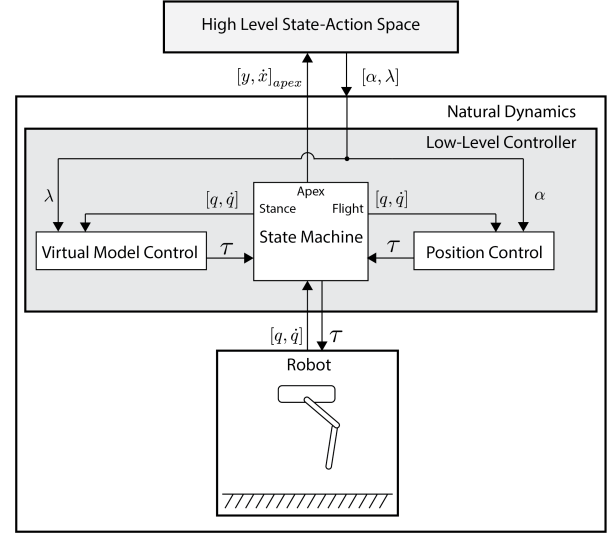 High Level State-Action Space
[y, ẋ]apex
[α, λ]
Natural Dynamics
Low-Level Controller
λ
[q, q̇]
Apex
Stance
Flight
[q, q̇]
α
Virtual Model Control
τ
State Machine
τ
Position Control
[q, q̇]
τ
Robot